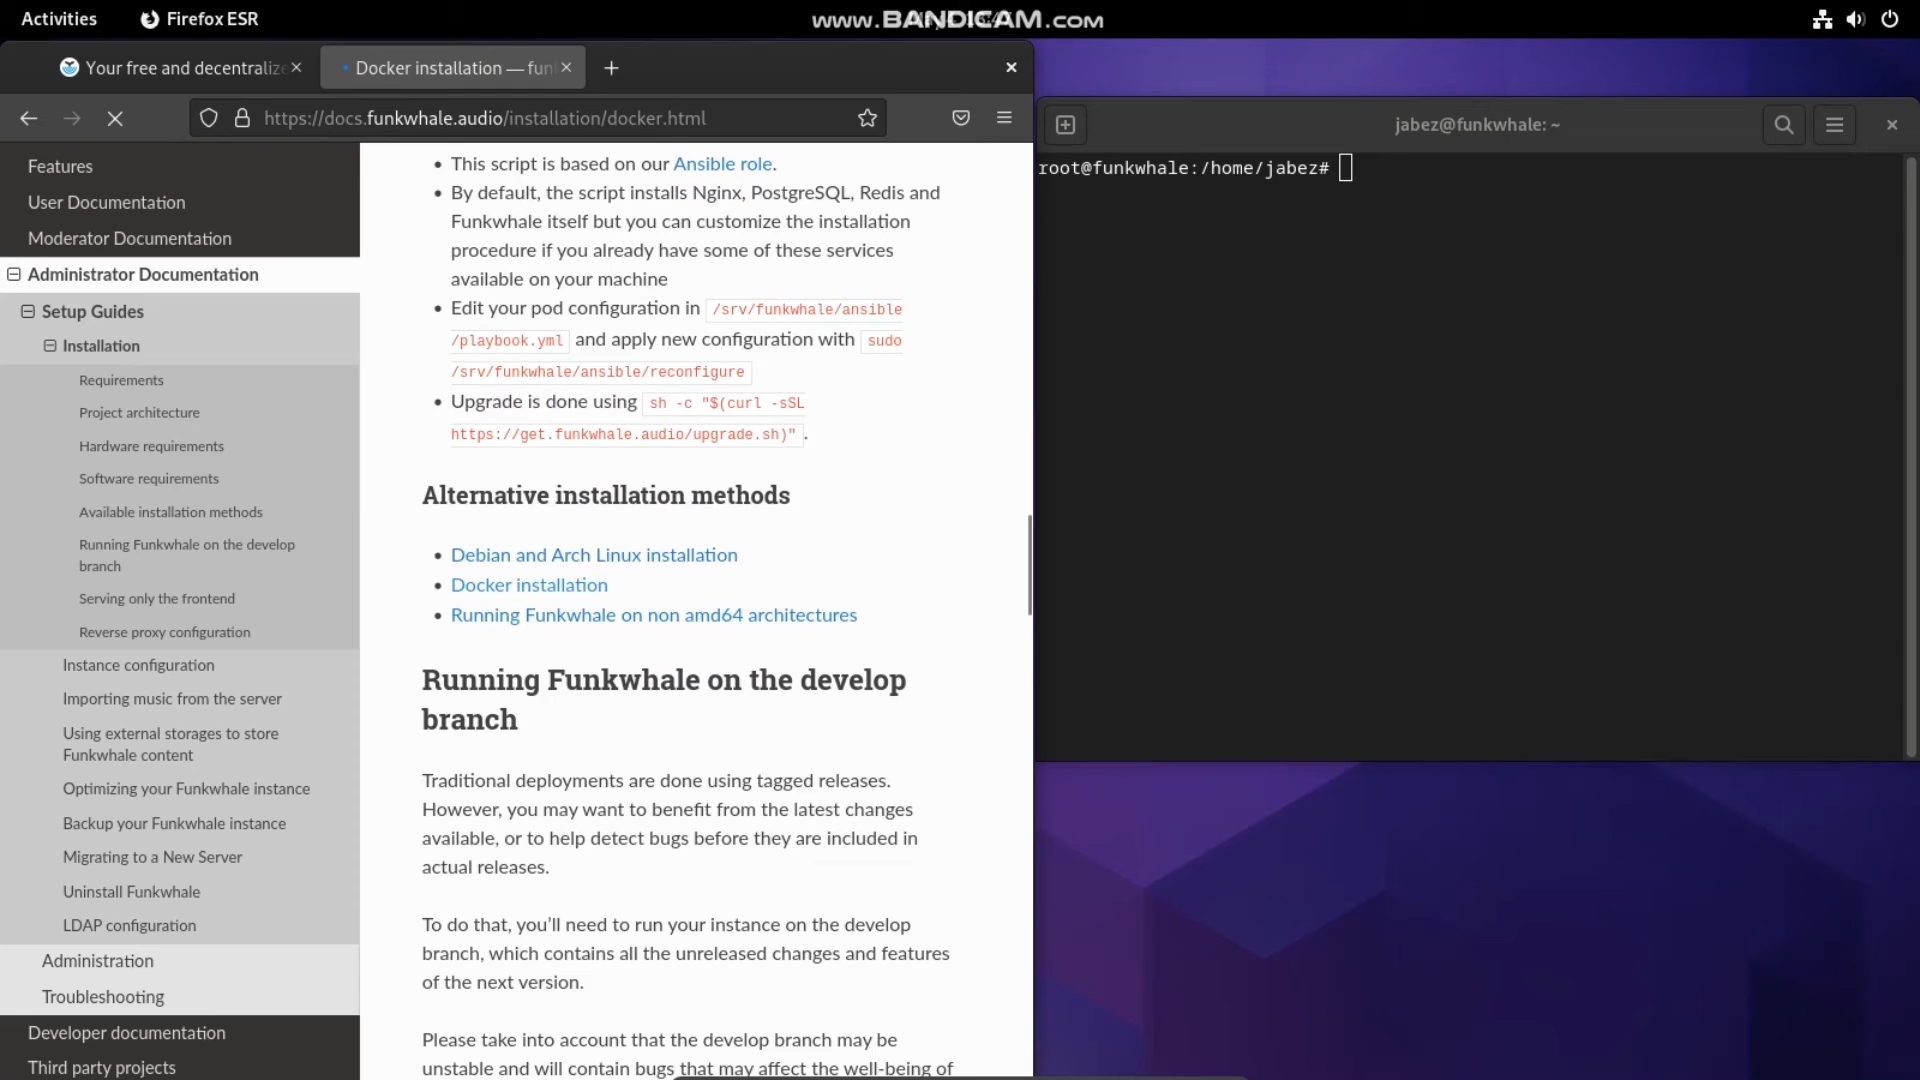 Activities
Firefox ESR
www.BANDICAM.com
Your free and decentralize
Docker installation — fun
https://docs.funkwhale.audio/installation/docker.html
Features
User Documentation
Moderator Documentation
Administrator Documentation
Setup Guides
Installation
Requirements
Project architecture
Hardware requirements
Software requirements
Available installation methods
Running Funkwhale on the develop
branch
Serving only the frontend
Reverse proxy configuration
Instance configuration
Importing music from the server
Using external storages to store
Funkwhale content
Optimizing your Funkwhale instance
Backup your Funkwhale instance
Migrating to a New Server
Uninstall Funkwhale
LDAP configuration
Administration
Troubleshooting
Developer documentation
Third party projects
• This script is based on our Ansible role.
• By default, the script installs Nginx, PostgreSQL, Redis and
Funkwhale itself but you can customize the installation
procedure if you already have some of these services
available on your machine
• Edit your pod configuration in /srv/funkwhale/ansible
/playbook.yml and apply new configuration with sudo
/srv/funkwhale/ansible/reconfigure
• Upgrade is done using sh -c "$(curl -sSL
https://get.funkwhale.audio/upgrade.sh)".
Alternative installation methods
• Debian and Arch Linux installation
• Docker installation
• Running Funkwhale on non amd64 architectures
Running Funkwhale on the develop
branch
Traditional deployments are done using tagged releases.
However, you may want to benefit from the latest changes
available, or to help detect bugs before they are included in
actual releases.
To do that, you’ll need to run your instance on the develop
branch, which contains all the unreleased changes and features
of the next version.
Please take into account that the develop branch may be
unstable and will contain bugs that may affect the well-being of
jabez@funkwhale: ~
root@funkwhale:/home/jabez#